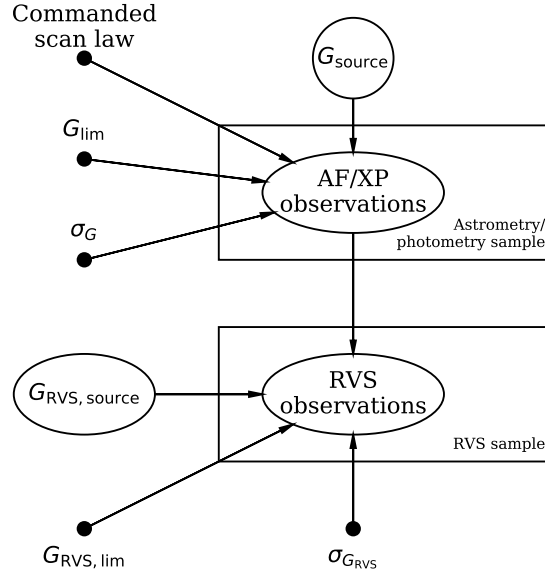 Commanded
scan law
G_source
G_lim
AF/XP
observations
σ_G
Astrometry/
photometry sample
RVS
observations
G_RVS, source
RVS sample
G_RVS, lim
σ_G_RVS